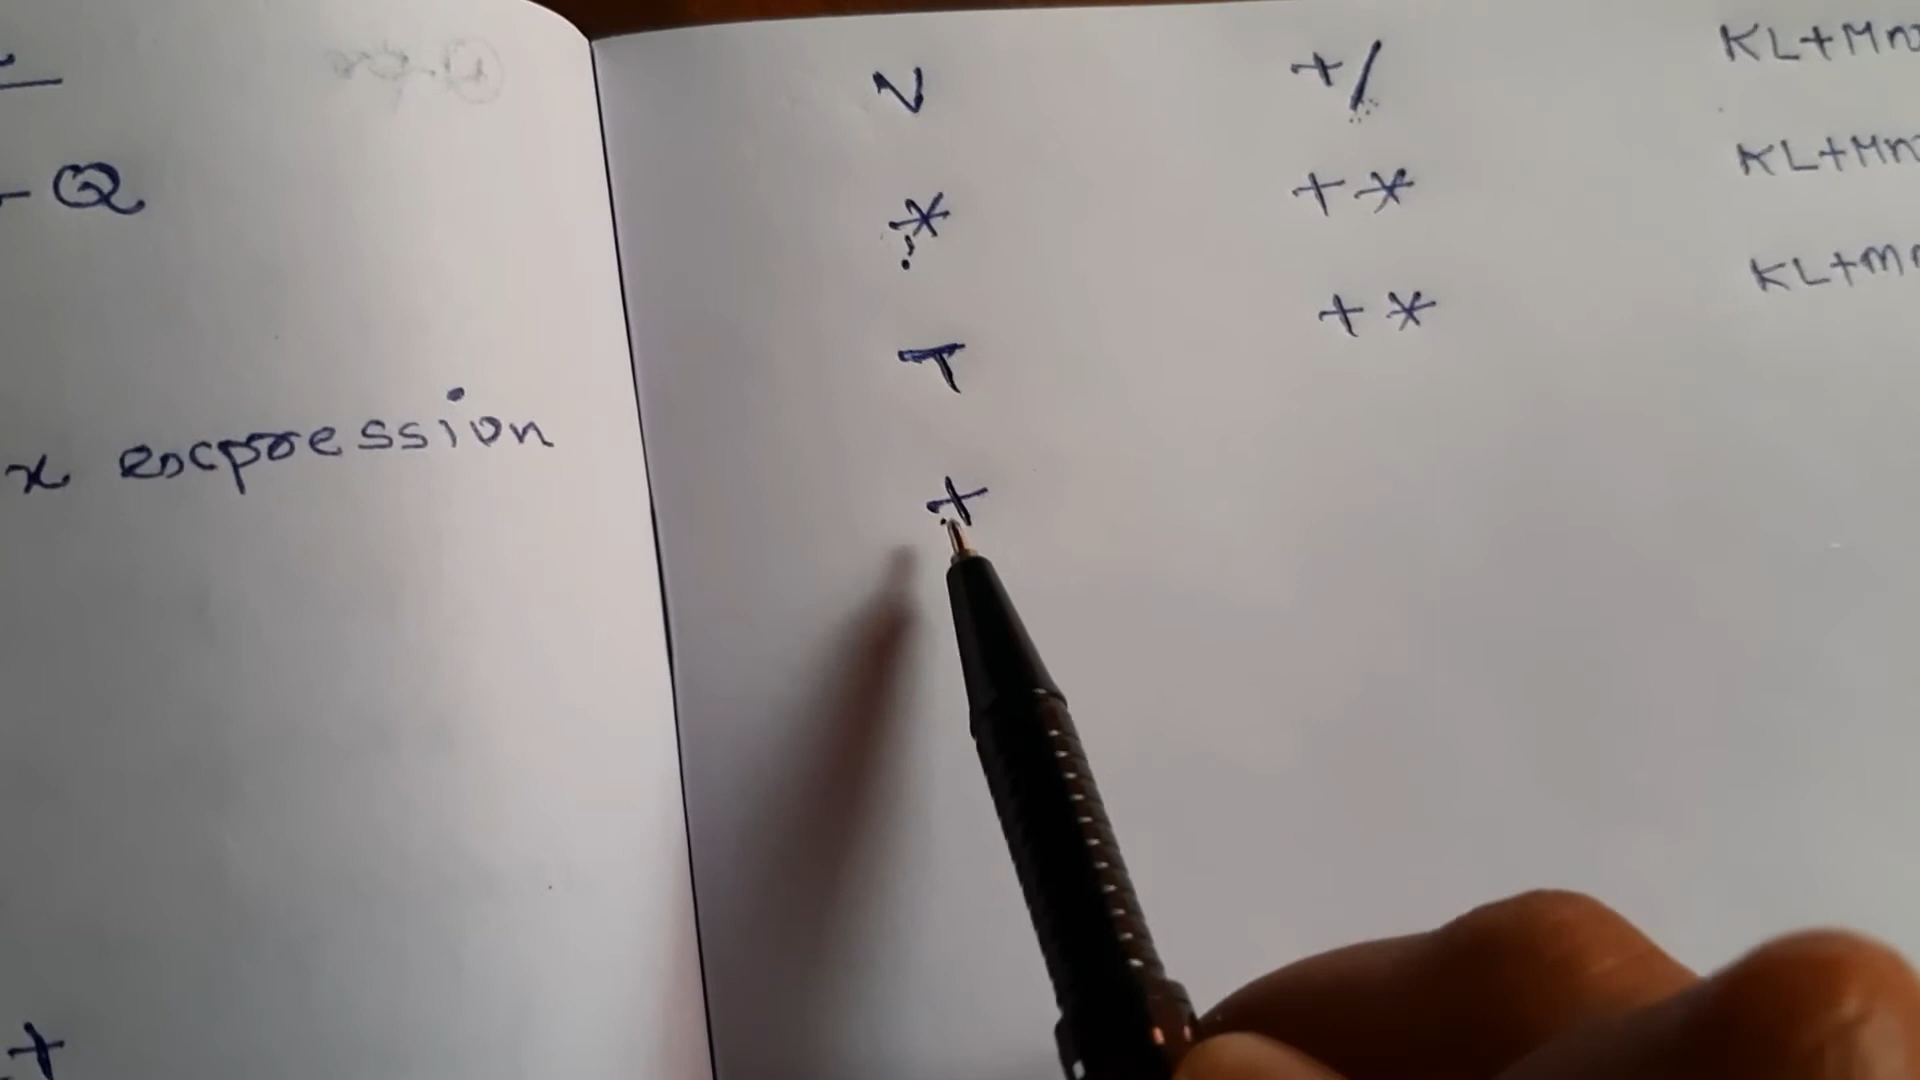 - Q
x expression
+
V +/ KL+Mn
* +* KL+Mn
T +* KL+Mn
+